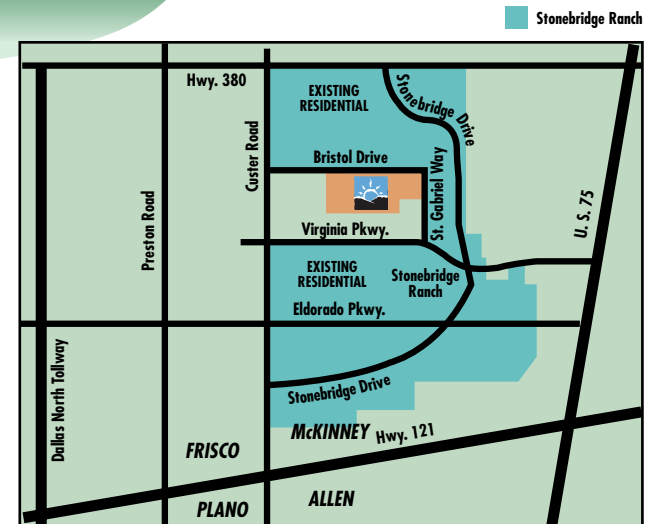 Stonebridge Ranch
Hwy. 380
EXISTING
RESIDENTIAL
Stonebridge Drive
Custer Road
Bristol Drive
St. Gabriel Way
Preston Road
U. S. 75
Virginia Pkwy.
EXISTING
RESIDENTIAL
Stonebridge
Ranch
Eldorado Pkwy.
Dallas North Tollway
Stonebridge Drive
McKINNEY
Hwy. 121
FRISCO
PLANO
ALLEN